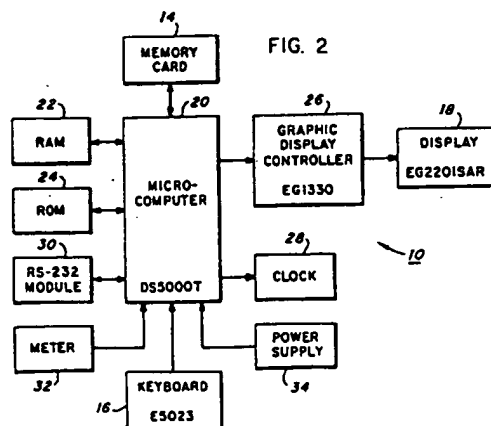 14
MEMORY
CARD
FIG. 2
22
RAM
20
MICRO-
COMPUTER
DS5000T
26
GRAPHIC
DISPLAY
CONTROLLER
EG1330
18
DISPLAY
EG2201SAR
24
ROM
10
30
RS-232
MODULE
28
CLOCK
METER
32
POWER
SUPPLY
34
16
KEYBOARD
E5023